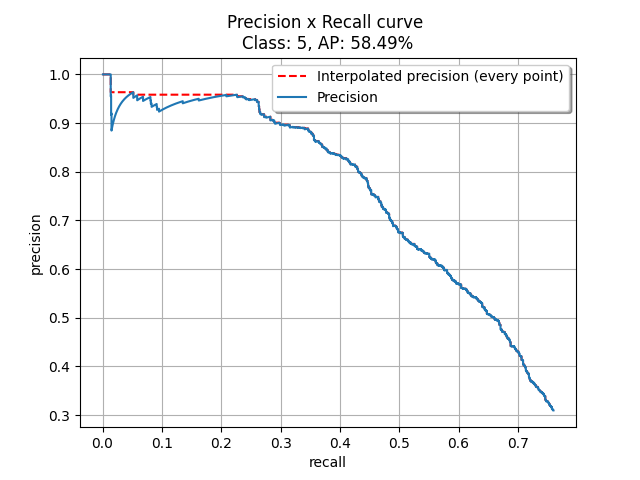 Precision x Recall curve
Class: 5, AP: 58.49%
Interpolated precision (every point)
Precision
1.0
0.9
0.8
0.7
0.6
0.5
0.4
0.3
precision
0.0 0.1 0.2 0.3 0.4 0.5 0.6 0.7
recall